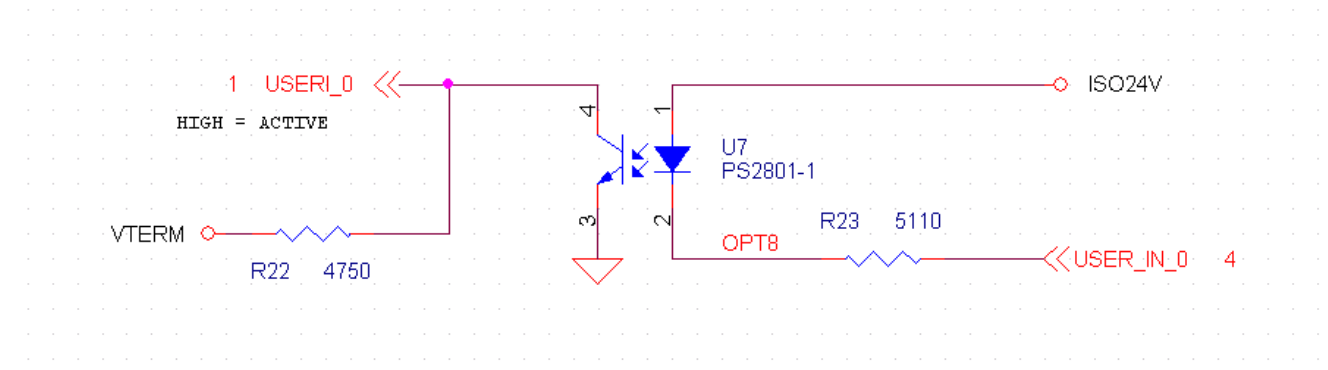 1 USERI_0
HIGH = ACTIVE
VTERM
R22 4750
4
3
1
2
U7
PS2801-1
OPT8
R23 5110
ISO24V
USER_IN_0 4